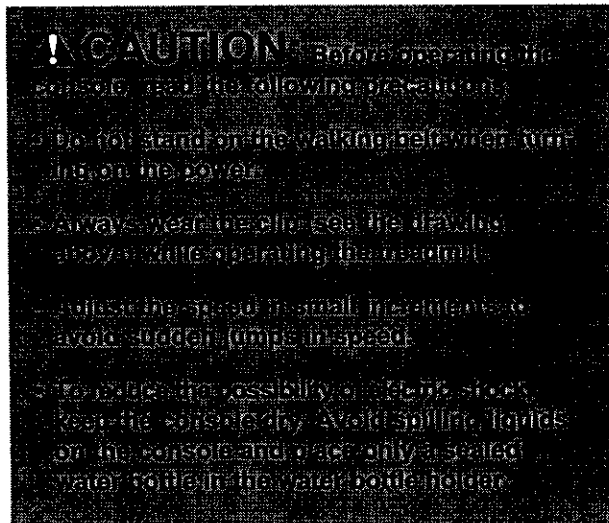 ! CAUTION: Before operating the
console, read the following precautions.
• Do not stand on the walking belt when turn-
ing on the power.
• Always wear the clip (see the drawing
above) while operating the treadmill.
• Adjust the speed in small increments to
avoid sudden jumps in speed.
• To reduce the possibility of electric shock,
keep the console dry. Avoid spilling liquids
on the console and place only a sealed
water bottle in the water bottle holder.